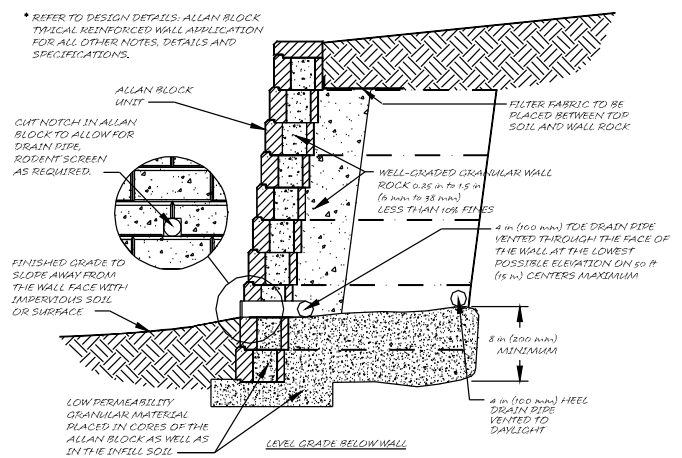 * REFER TO DESIGN DETAILS: ALLAN BLOCK
TYPICAL REINFORCED WALL APPLICATION
FOR ALL OTHER NOTES, DETAILS AND
SPECIFICATIONS.
ALLAN BLOCK
UNIT
CUT NOTCH IN ALLAN
BLOCK TO ALLOW FOR
DRAIN PIPE,
RODENT SCREEN
AS REQUIRED.
FILTER FABRIC TO BE
PLACED BETWEEN TOP
SOIL AND WALL ROCK
WELL-GRADED GRANULAR WALL
ROCK 0.25 in to 1.5 in
(6 mm to 38 mm)
LESS THAN 10% FINES
4 in (100 mm) TOE DRAIN PIPE
VENTED THROUGH THE FACE OF
THE WALL AT THE LOWEST
POSSIBLE ELEVATION ON 50 ft
(15 m) CENTERS MAXIMUM
FINISHED GRADE TO
SLOPE AWAY FROM
THE WALL FACE WITH
IMPERVIOUS SOIL
OR SURFACE
8 in (200 mm)
MINIMUM
4 in (100 mm) HEEL
DRAIN PIPE
VENTED TO
DAYLIGHT
LOW PERMEABILITY
GRANULAR MATERIAL
PLACED IN CORES OF THE
ALLAN BLOCK AS WELL AS
IN THE INFILL SOIL
LEVEL GRADE BELOW WALL